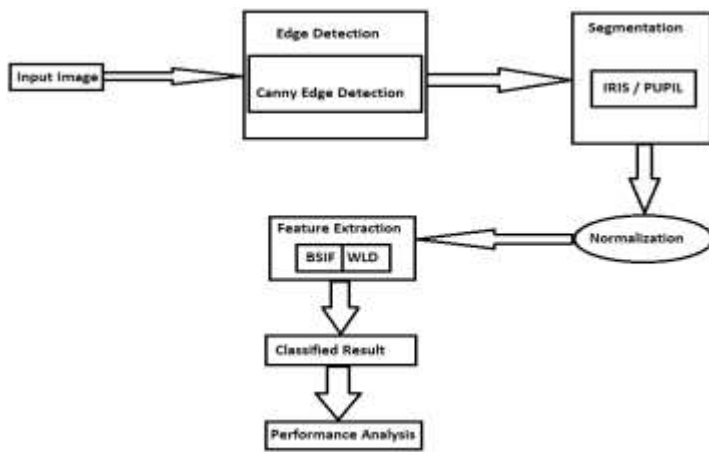 Input Image
Edge Detection
Canny Edge Detection
Segmentation
IRIS / PUPIL
Normalization
Feature Extraction
BSIF WLD
Classified Result
Performance Analysis